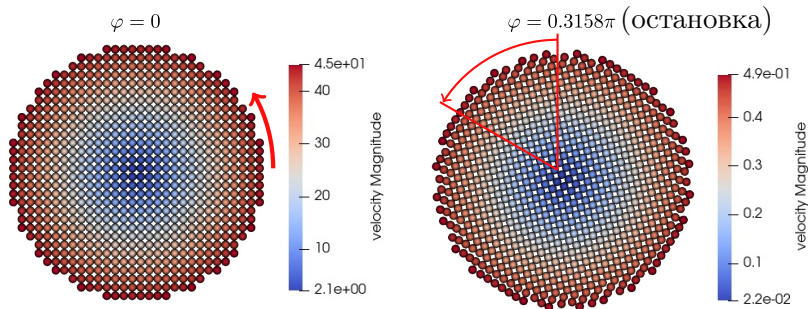 φ = 0
4.5e+01
40
30
20
10
2.1e+00
velocity Magnitude
φ = 0.3158π (остановка)
4.9e-01
0.4
0.3
0.2
0.1
2.2e-02
velocity Magnitude